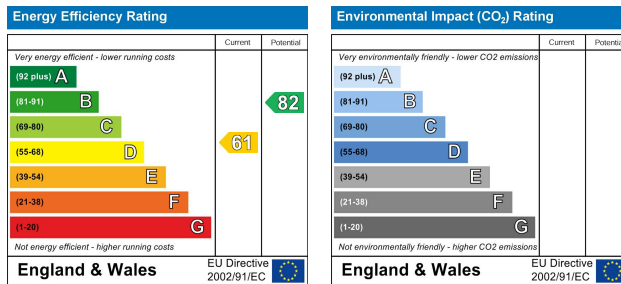 Energy Efficiency Rating
Current Potential
Very energy efficient - lower running costs
(92 plus) A
(81-91) B
82
(69-80) C
61
(55-68) D
(39-54) E
(21-38) F
(1-20) G
Not energy efficient - higher running costs
England & Wales
EU Directive
2002/91/EC
Environmental Impact (CO₂) Rating
Current Potential
Very environmentally friendly - lower CO2 emissions
(92 plus) A
(81-91) B
(69-80) C
(55-68) D
(39-54) E
(21-38) F
(1-20) G
Not environmentally friendly - higher CO2 emissions
England & Wales
EU Directive
2002/91/EC